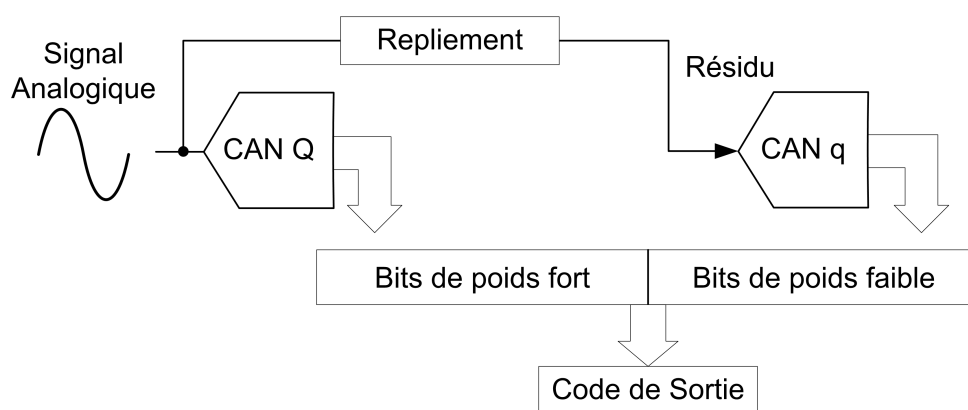 Repliement
Signal
Analogique
Résidu
CAN Q
CAN q
Bits de poids fort
Bits de poids faible
Code de Sortie